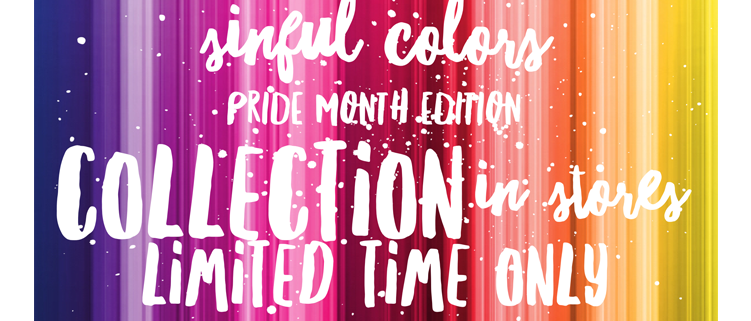 sinful colors
PRIDE MONTH EDITION
COLLECTION in stores
LiMiTED TiME ONLY